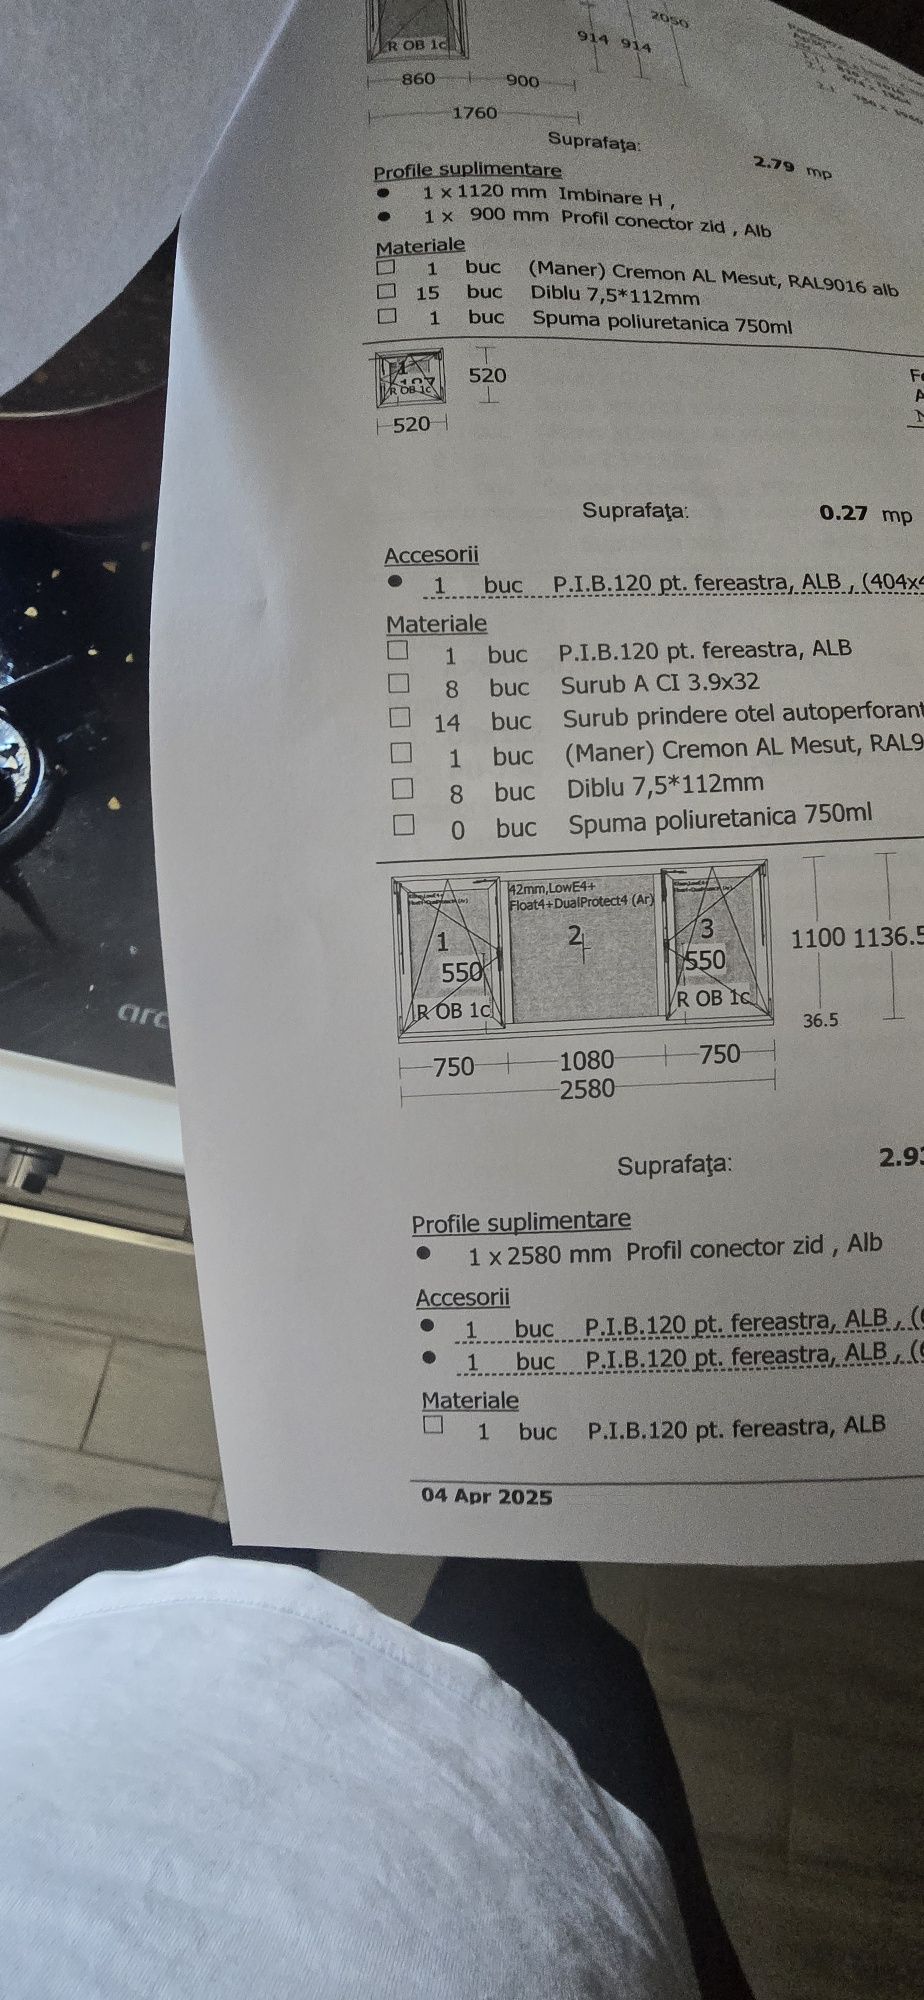 R OB 1c
914 914
2050
860 900
1760
Suprafaţa: 2.79 mp
Profile suplimentare
1 x 1120 mm Imbinare H ,
1 x 900 mm Profil conector zid , Alb
Materiale
1 buc (Maner) Cremon AL Mesut, RAL9016 alb
15 buc Diblu 7,5*112mm
1 buc Spuma poliuretanica 750ml
R OB 1c
520
520
Suprafaţa: 0.27 mp
Accesorii
1 buc P.I.B.120 pt. fereastra, ALB , (404x4
Materiale
1 buc P.I.B.120 pt. fereastra, ALB
8 buc Surub A CI 3.9x32
14 buc Surub prindere otel autoperforant
1 buc (Maner) Cremon AL Mesut, RAL9
8 buc Diblu 7,5*112mm
0 buc Spuma poliuretanica 750ml
42mm,LowE4+
Float4+DualProtect4 (Ar)
1 2 3
550 550
R OB 1c R OB 1c
1100 1136.5
36.5
750 1080 750
2580
Suprafaţa: 2.93
Profile suplimentare
1 x 2580 mm Profil conector zid , Alb
Accesorii
1 buc P.I.B.120 pt. fereastra, ALB , (
1 buc P.I.B.120 pt. fereastra, ALB , (
Materiale
1 buc P.I.B.120 pt. fereastra, ALB
04 Apr 2025
arc